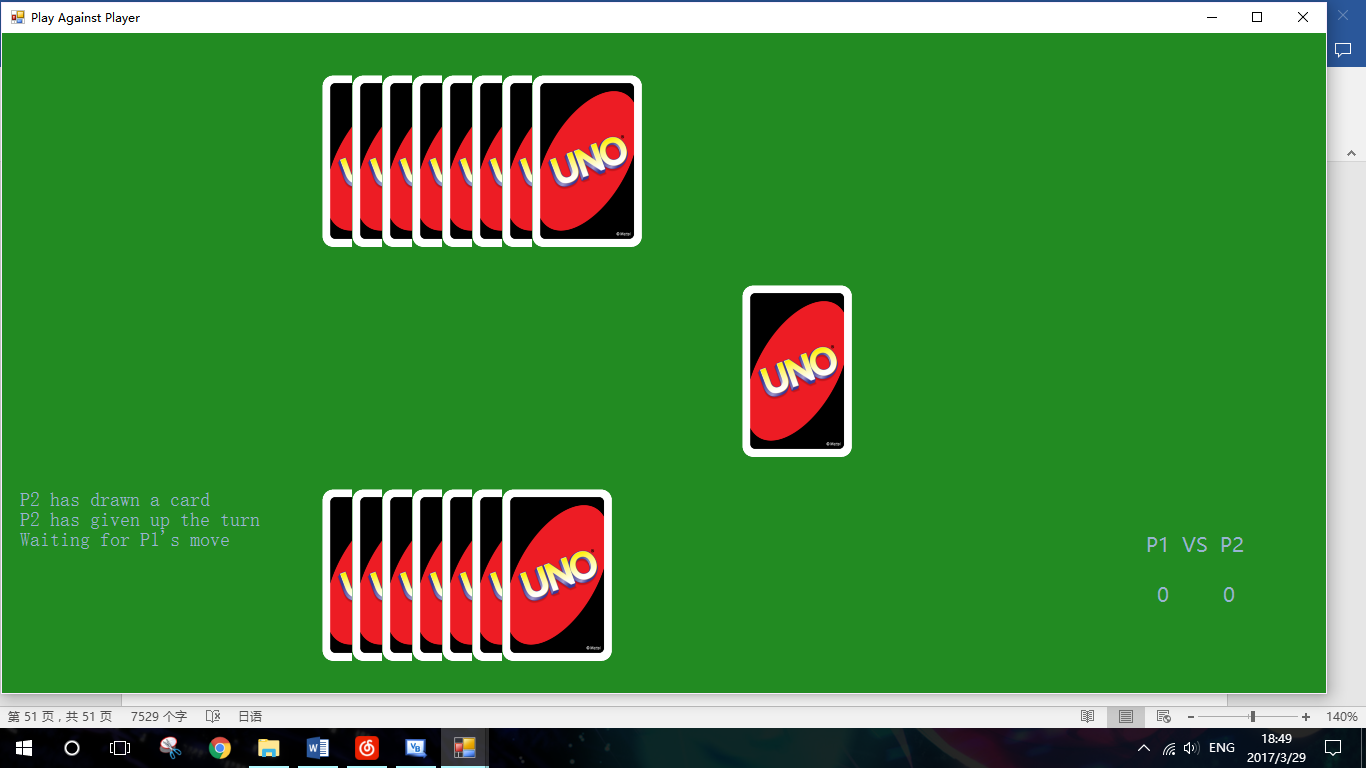 Play Against Player
UNO
UNO
P2 has drawn a card
P2 has given up the turn
Waiting for P1's move
UNO
P1 VS P2
0 0
第 51 页，共 51 页 7529 个字 日语 140%
ENG
18:49
2017/3/29